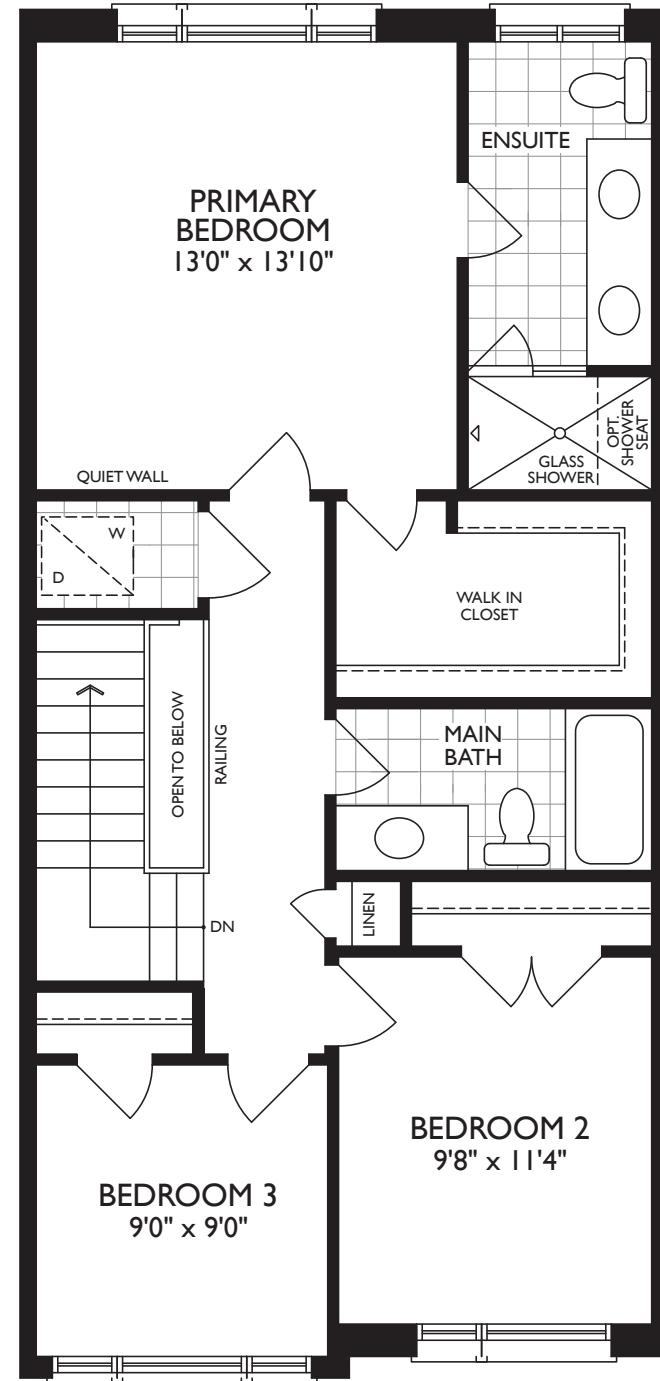 PRIMARY
BEDROOM
13'0" x 13'10"
ENSUITE
OPT.
SHOWER
SEAT
GLASS
SHOWER
QUIET WALL
W
D
WALK IN
CLOSET
OPEN TO BELOW
RAILING
MAIN
BATH
LINEN
DN
BEDROOM 2
9'8" x 11'4"
BEDROOM 3
9'0" x 9'0"